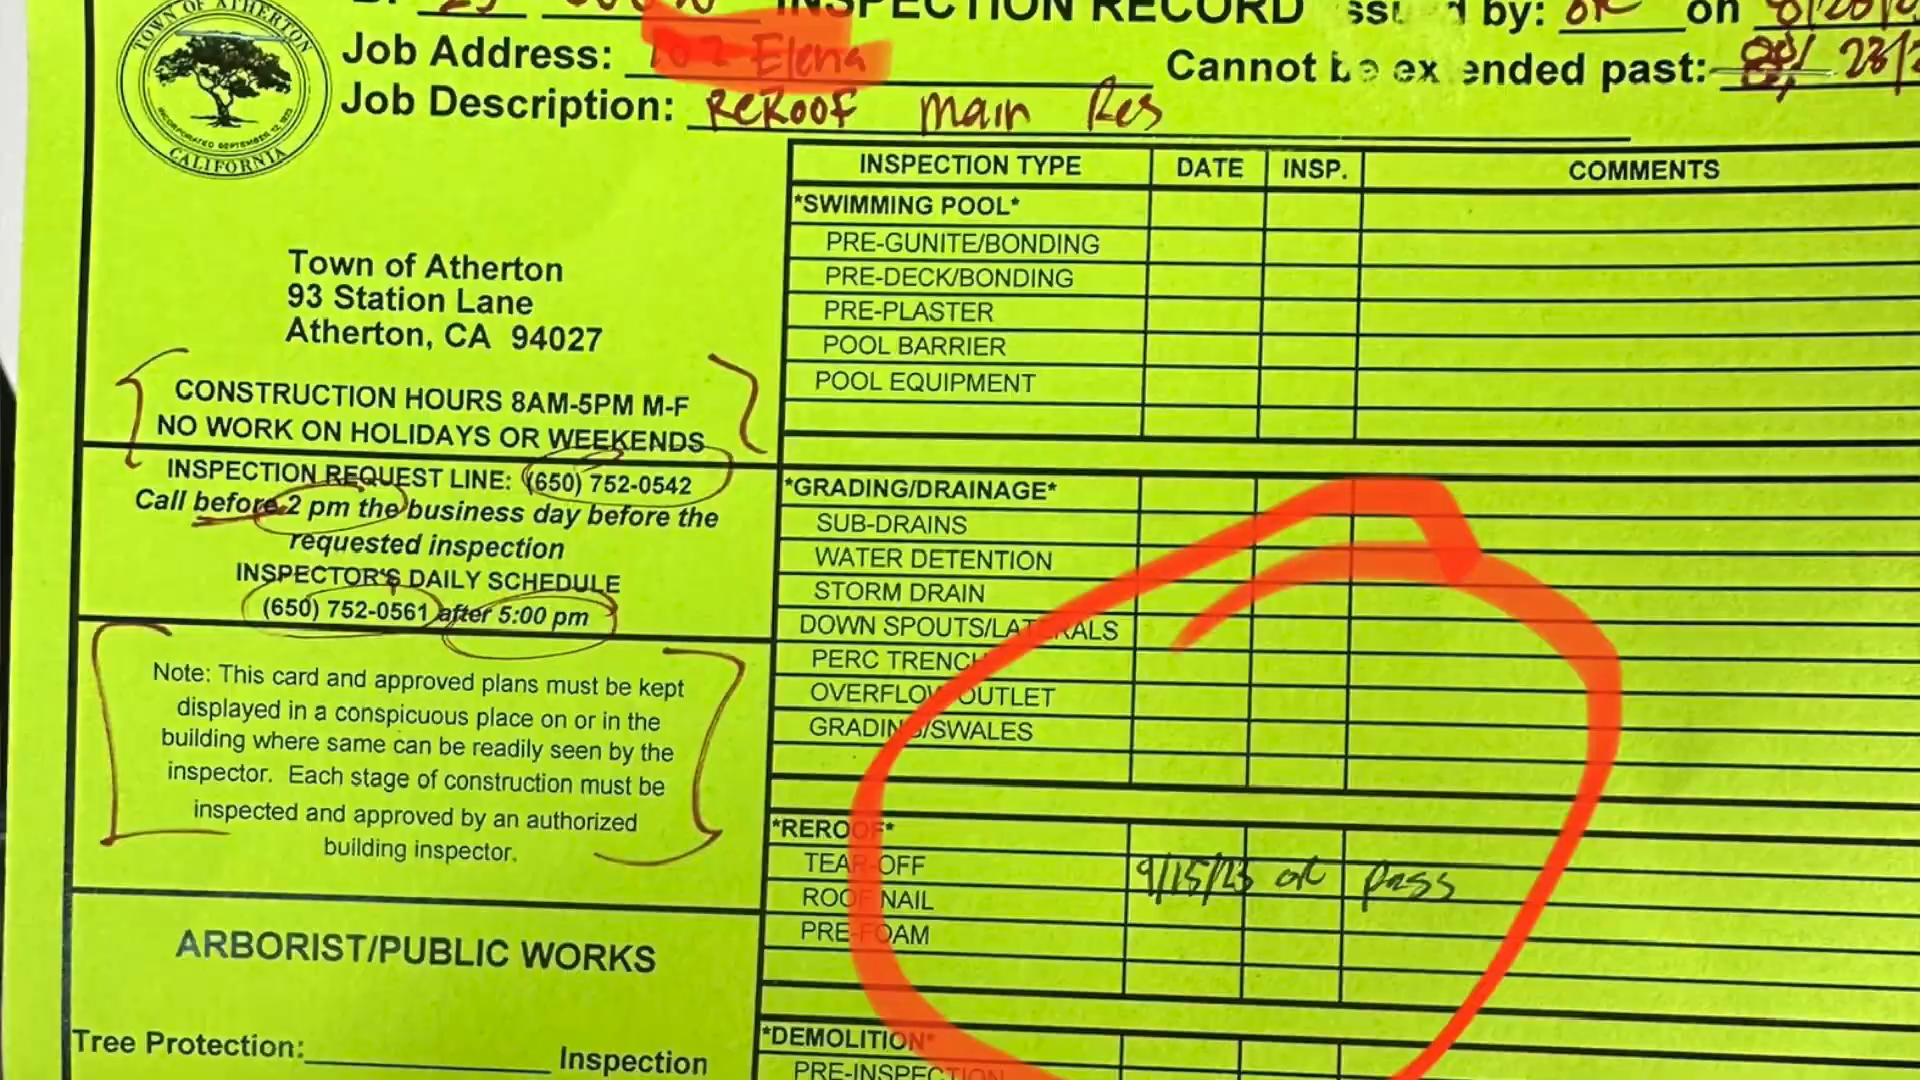 INSPECTION RECORD
by: OK on
TOWN OF ATHERTON
INCORPORATED SEPTEMBER 12, 1923
CALIFORNIA
Job Address: Elena
Cannot be extended past:
Job Description: ReRoof Main Res
Town of Atherton
93 Station Lane
Atherton, CA 94027
CONSTRUCTION HOURS 8AM-5PM M-F
NO WORK ON HOLIDAYS OR WEEKENDS
INSPECTION REQUEST LINE: (650) 752-0542
Call before 2 pm the business day before the
requested inspection
INSPECTOR'S DAILY SCHEDULE
(650) 752-0561 after 5:00 pm
Note: This card and approved plans must be kept
displayed in a conspicuous place on or in the
building where same can be readily seen by the
inspector. Each stage of construction must be
inspected and approved by an authorized
building inspector.
ARBORIST/PUBLIC WORKS
Tree Protection: Inspection
INSPECTION TYPE DATE INSP. COMMENTS
*SWIMMING POOL*
PRE-GUNITE/BONDING
PRE-DECK/BONDING
PRE-PLASTER
POOL BARRIER
POOL EQUIPMENT
*GRADING/DRAINAGE*
SUB-DRAINS
WATER DETENTION
STORM DRAIN
DOWN SPOUTS/LATERALS
PERC TRENCH
OVERFLOW OUTLET
GRADING/SWALES
*REROOF*
TEAR-OFF 9/15/23 OK pass
ROOF NAIL
PRE-FOAM
*DEMOLITION*
PRE-INSPECTION